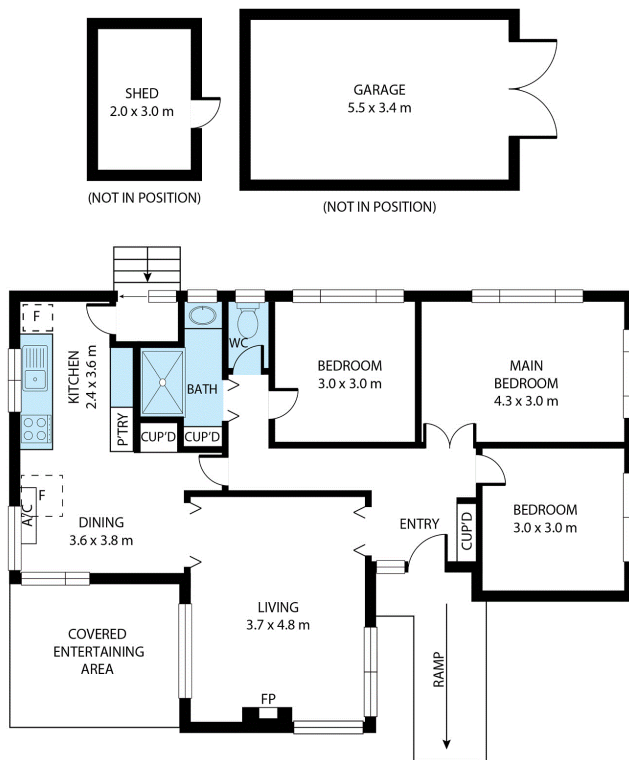 SHED
2.0 x 3.0 m
(NOT IN POSITION)
GARAGE
5.5 x 3.4 m
(NOT IN POSITION)
F
KITCHEN
2.4 x 3.6 m
P'TRY
BATH
WC
CUP'D
CUP'D
BEDROOM
3.0 x 3.0 m
MAIN
BEDROOM
4.3 x 3.0 m
F
A/C
DINING
3.6 x 3.8 m
ENTRY
CUP'D
BEDROOM
3.0 x 3.0 m
LIVING
3.7 x 4.8 m
COVERED
ENTERTAINING
AREA
FP
RAMP